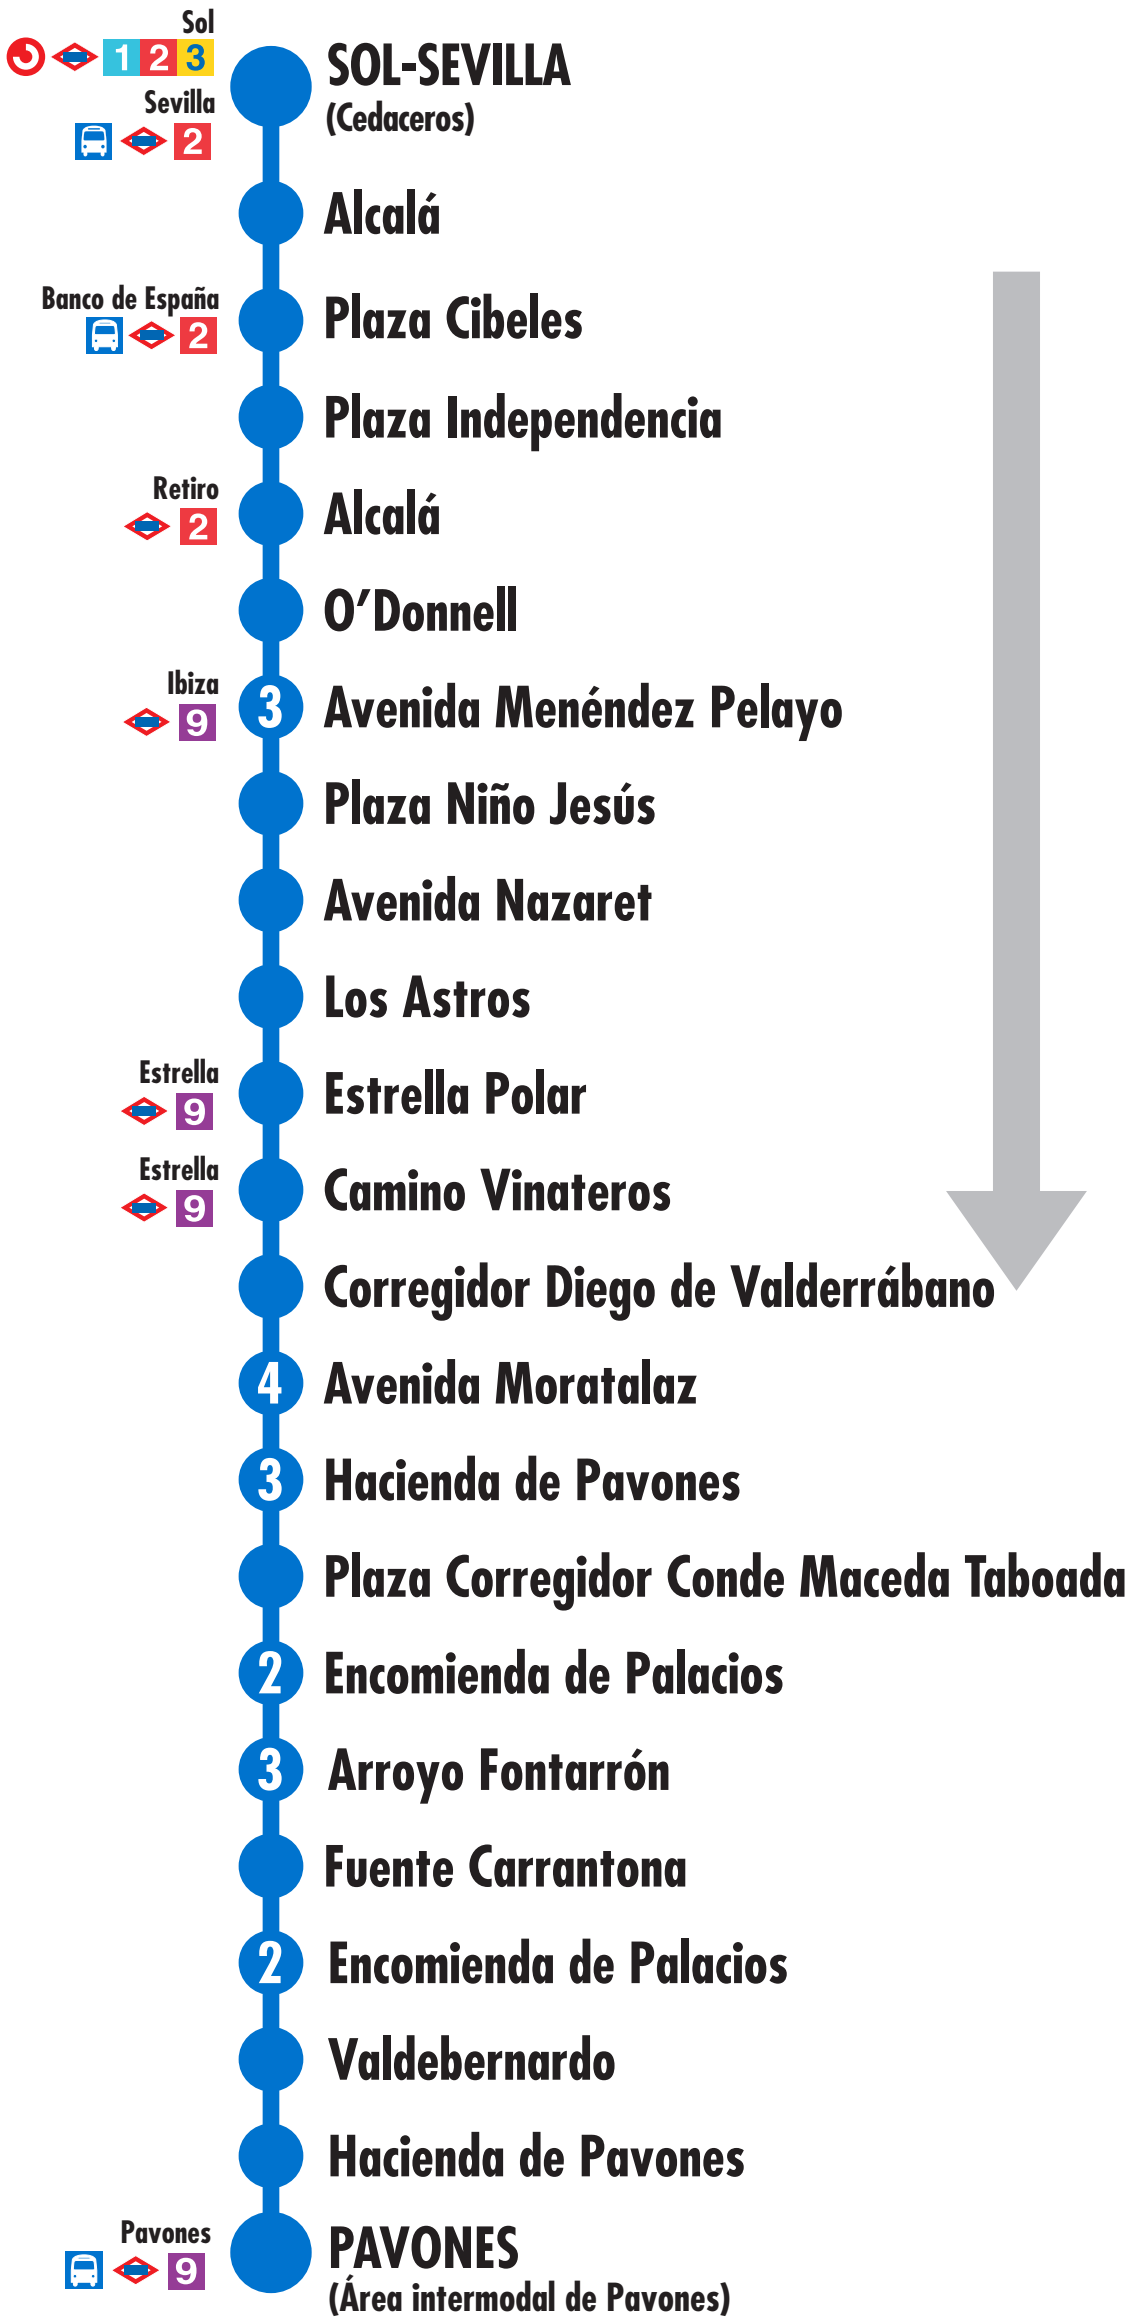 Sol
1 2 3
SOL-SEVILLA
(Cedaceros)
Sevilla
2
Alcalá
Banco de España
2
Plaza Cibeles
Plaza Independencia
Retiro
2
Alcalá
O’Donnell
Ibiza
9
3
Avenida Menéndez Pelayo
Plaza Niño Jesús
Avenida Nazaret
Los Astros
Estrella
9
Estrella Polar
Estrella
9
Camino Vinateros
Corregidor Diego de Valderrábano
4
Avenida Moratalaz
3
Hacienda de Pavones
Plaza Corregidor Conde Maceda Taboada
2
Encomienda de Palacios
3
Arroyo Fontarrón
Fuente Carrantona
2
Encomienda de Palacios
Valdebernardo
Hacienda de Pavones
Pavones
9
PAVONES
(Área intermodal de Pavones)